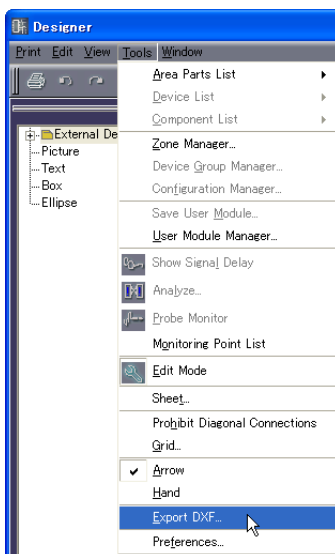 Designer
Print Edit View Tools Window
Area Parts List
Device List
Component List
Zone Manager...
Device Group Manager...
Configuration Manager...
Save User Module...
User Module Manager...
Show Signal Delay
Analyze...
Probe Monitor
Monitoring Point List
Edit Mode
Sheet...
Prohibit Diagonal Connections
Grid...
Arrow
Hand
Export DXF...
Preferences...
External De
Picture
Text
Box
Ellipse